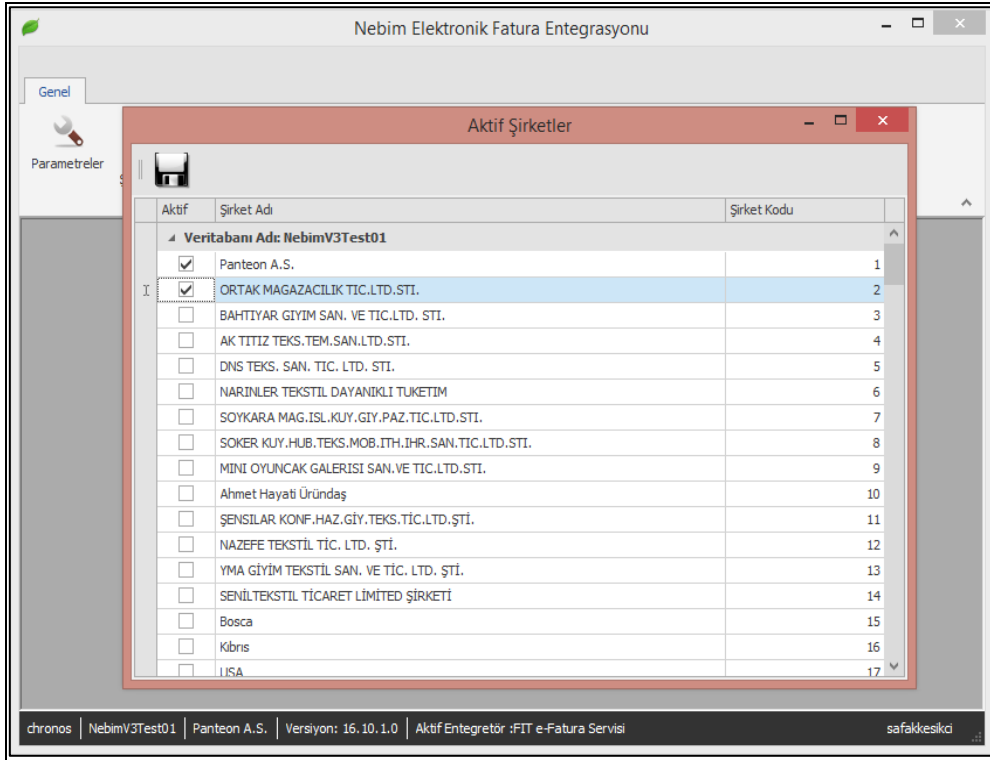 Nebim Elektronik Fatura Entegrasyonu
Genel
Parametreler
Aktif Şirketler
Aktif Şirket Adı Şirket Kodu
Veritabanı Adı: NebimV3Test01
Panteon A.S. 1
ORTAK MAGAZACILIK TIC.LTD.STI. 2
BAHTIYAR GIYIM SAN. VE TIC.LTD. STI. 3
AK TITIZ TEKS.TEM.SAN.LTD.STI. 4
DNS TEKS. SAN. TIC. LTD. STI. 5
NARINLER TEKSTIL DAYANIKLI TUKETIM 6
SOYKARA MAG.ISL.KUY.GIY.PAZ.TIC.LTD.STI. 7
SOKER KUY.HUB.TEKS.MOB.ITH.IHR.SAN.TIC.LTD.STI. 8
MINI OYUNCAK GALERISI SAN.VE TIC.LTD.STI. 9
Ahmet Hayati Üründaş 10
ŞENSILAR KONF.HAZ.GİY.TEKS.TİC.LTD.ŞTİ. 11
NAZEFE TEKSTİL TİC. LTD. ŞTİ. 12
YMA GİYİM TEKSTİL SAN. VE TİC. LTD. ŞTİ. 13
SENİLTEKSTIL TİCARET LİMİTED ŞİRKETİ 14
Bosca 15
Kıbrıs 16
USA 17
chronos NebimV3Test01 Panteon A.S. Versiyon: 16.10.1.0 Aktif Entegretör :FIT e-Fatura Servisi safakkesikci